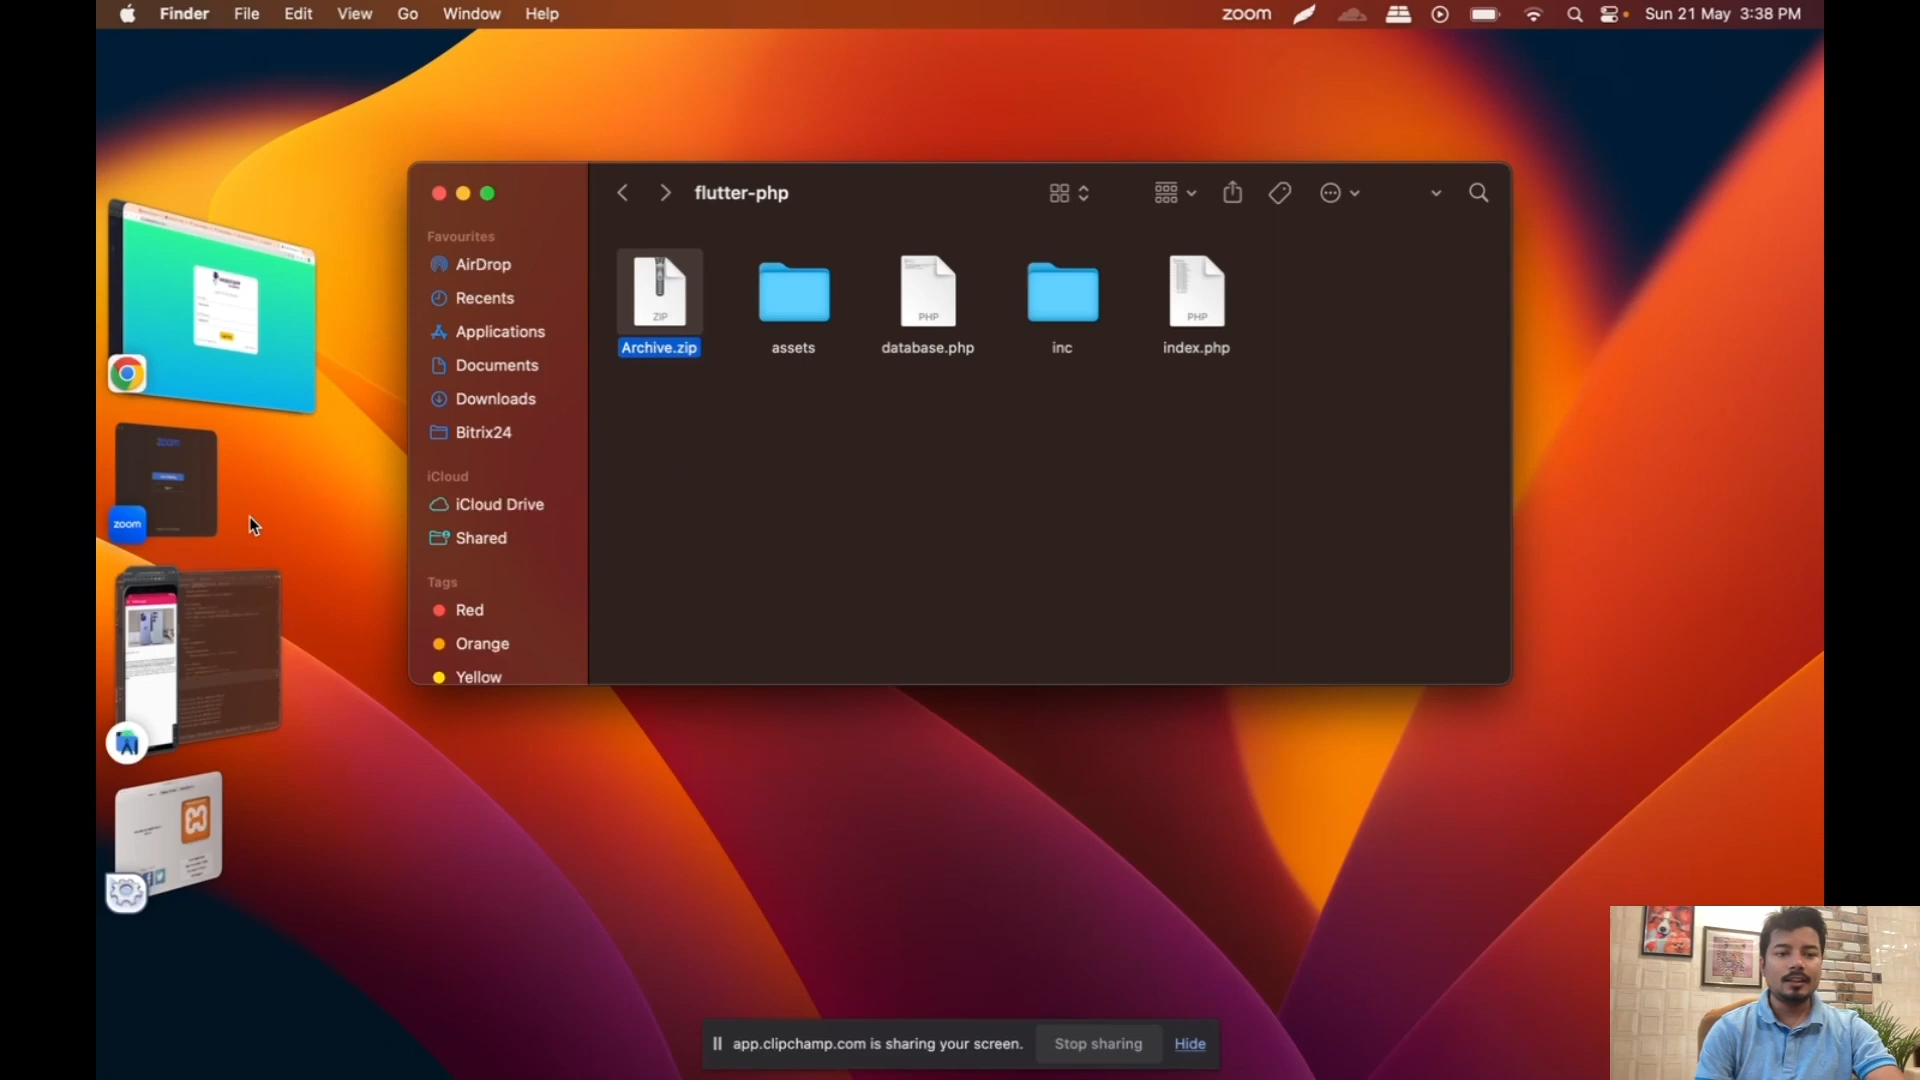 Finder File Edit View Go Window Help zoom Sun 21 May 3:38 PM
flutter-php
Favourites
AirDrop
Recents
Applications
Documents
Downloads
Bitrix24
iCloud
iCloud Drive
Shared
Tags
Red
Orange
Yellow
ZIP
Archive.zip
assets
PHP
database.php
inc
PHP
index.php
zoom
zoom
app.clipchamp.com is sharing your screen. Stop sharing Hide